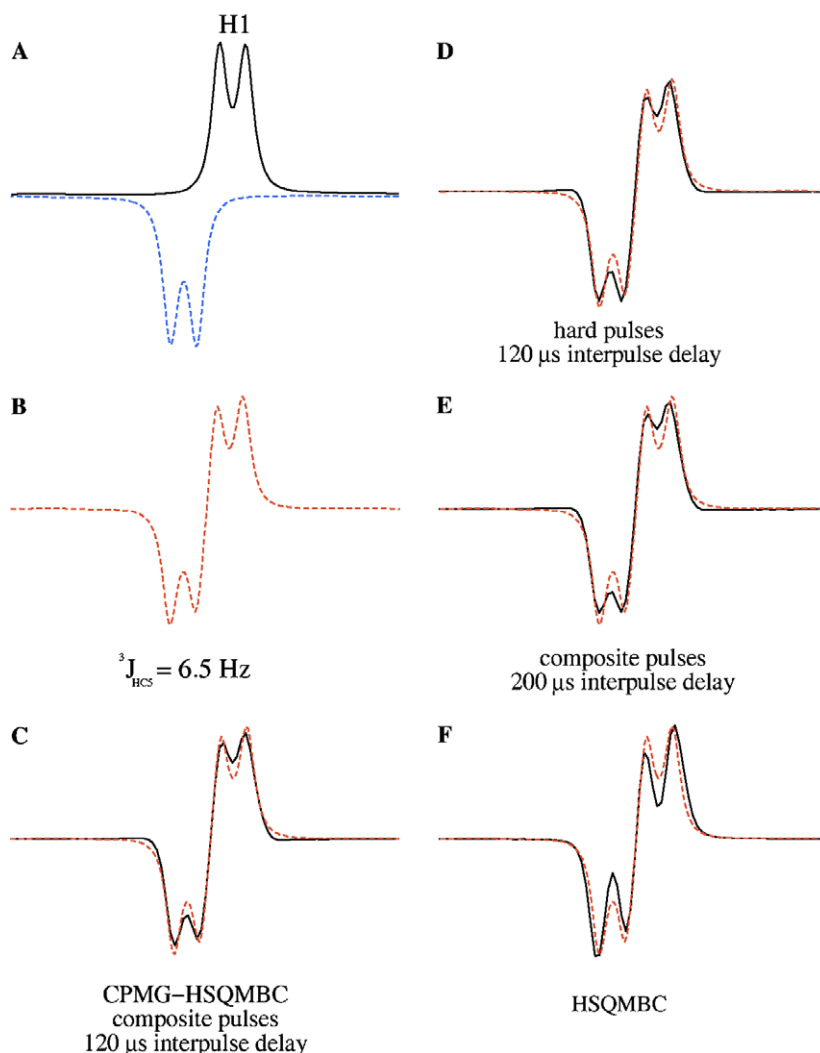 H1
A
B
³J_HC5 = 6.5 Hz
C
CPMG–HSQMBC
composite pulses
120 μs interpulse delay
D
hard pulses
120 μs interpulse delay
E
composite pulses
200 μs interpulse delay
F
HSQMBC